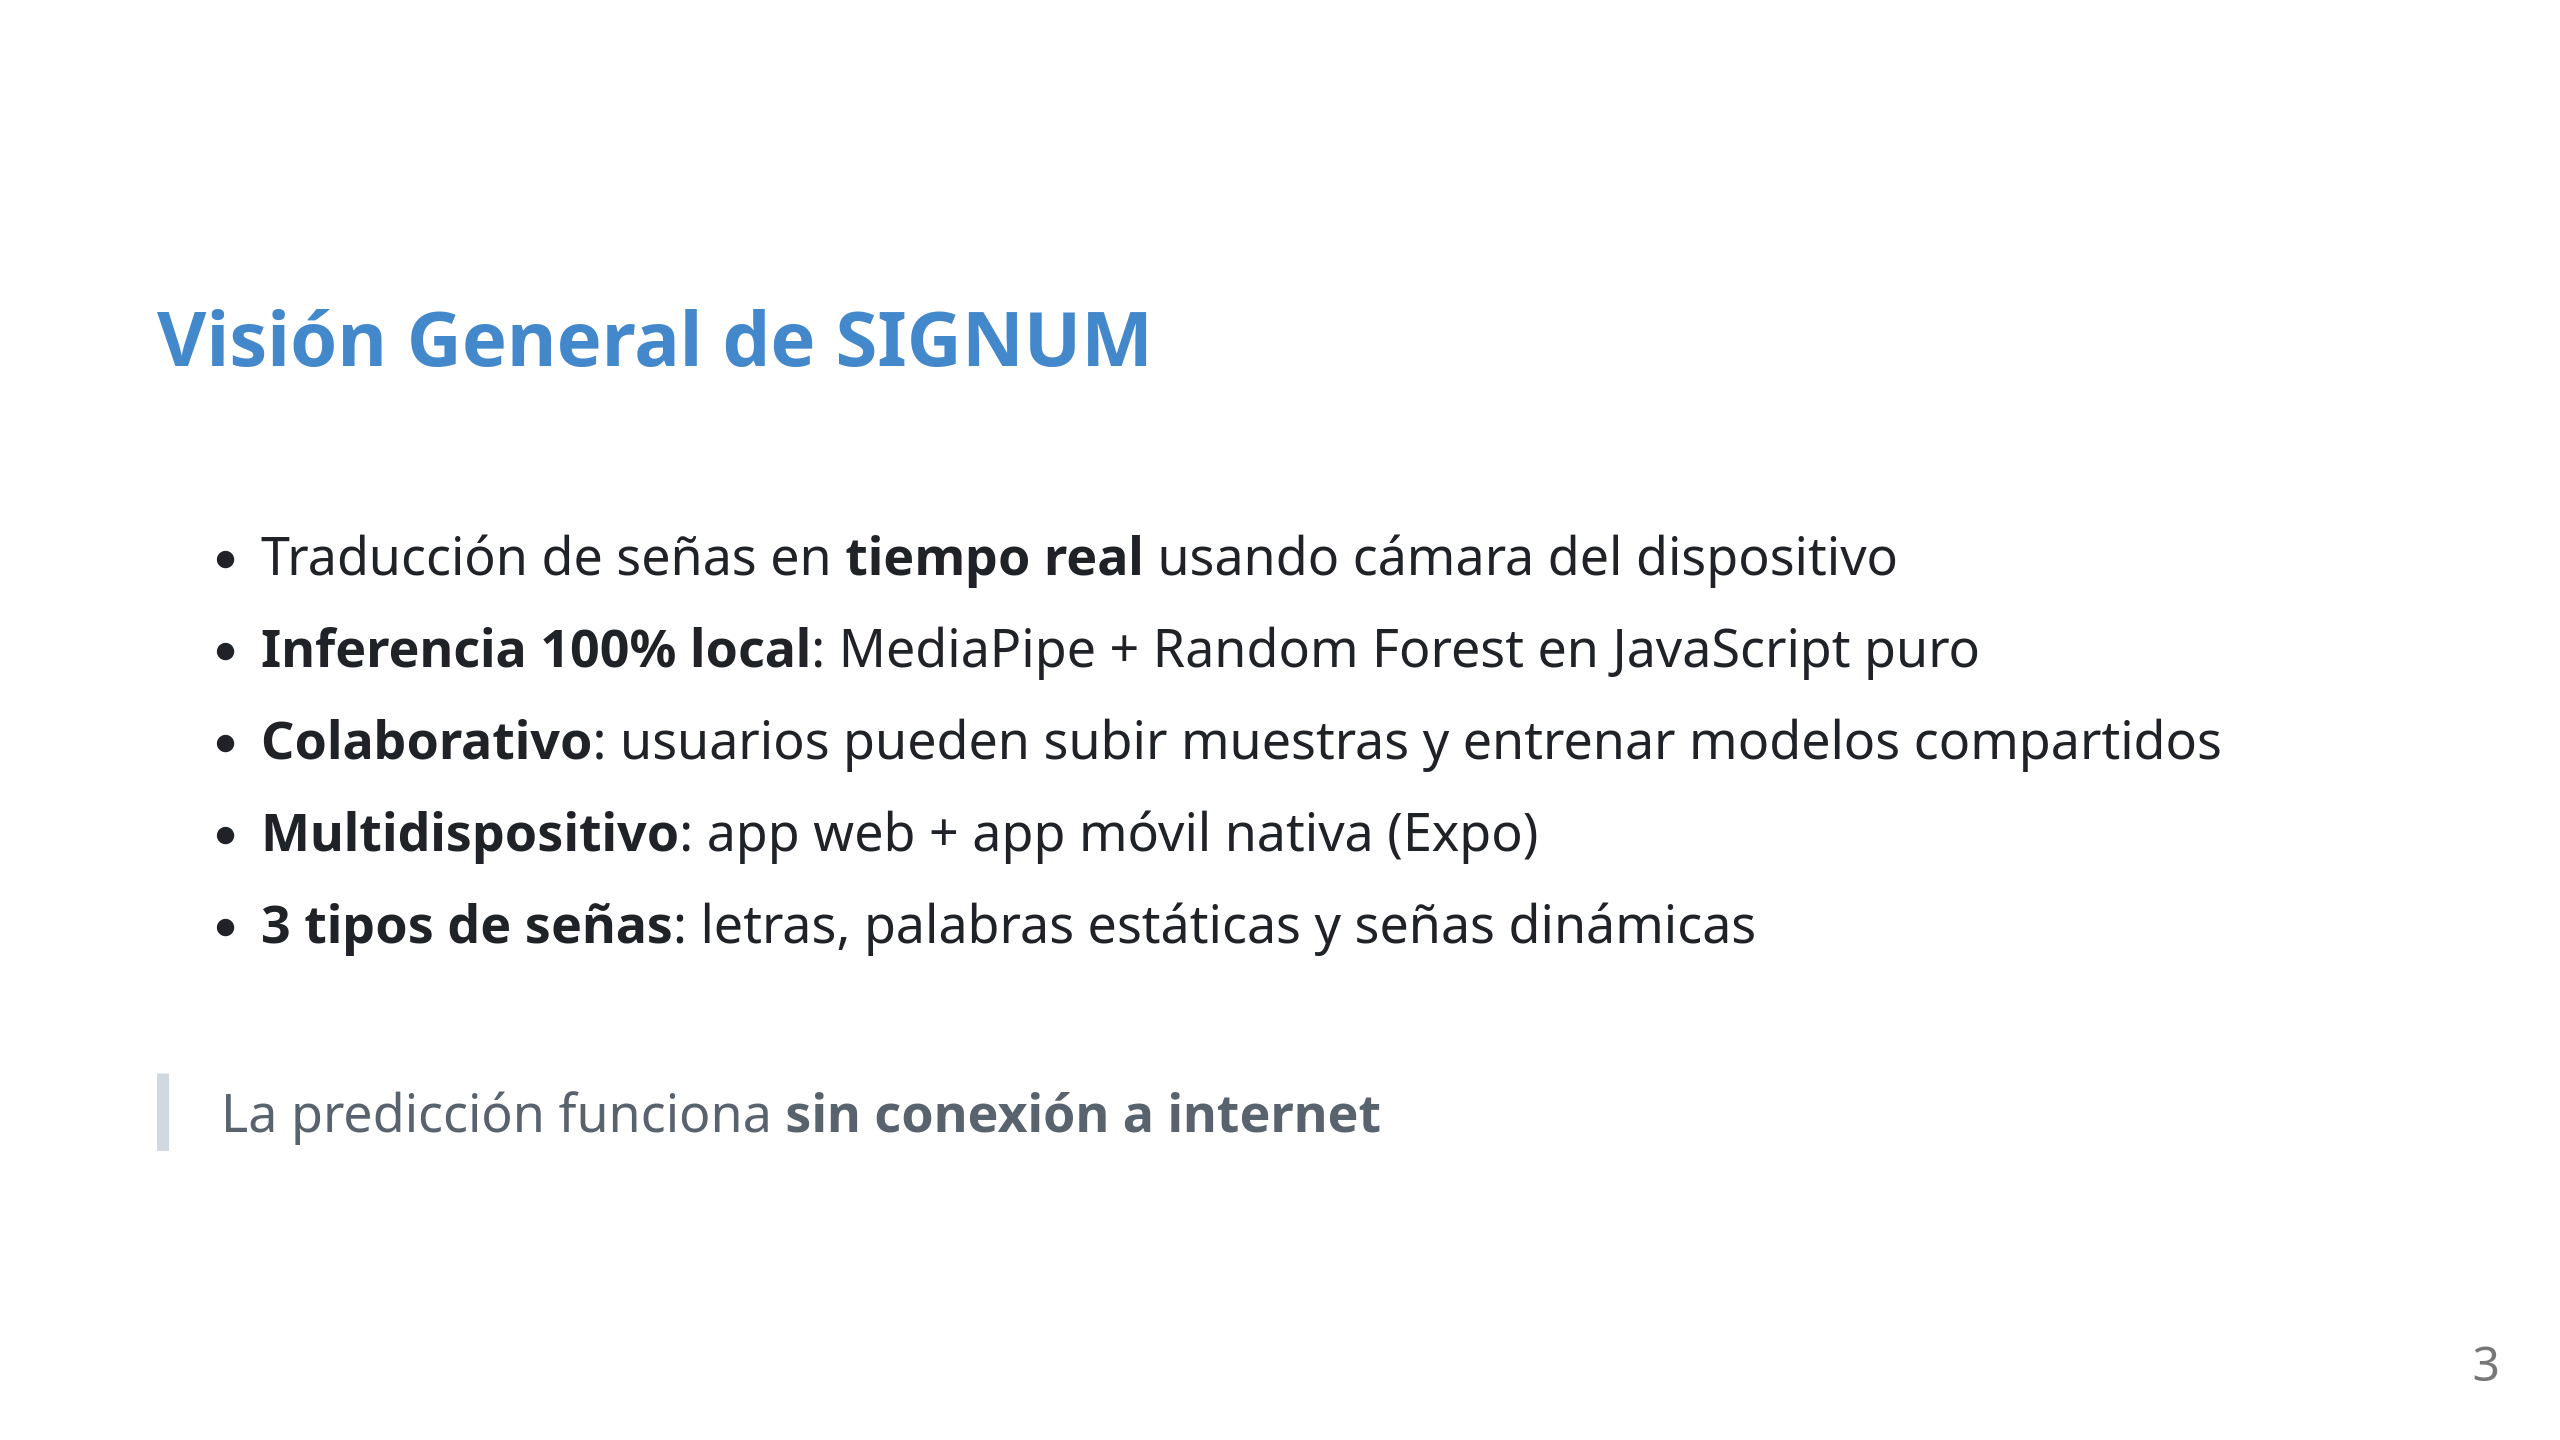 Visión General de SIGNUM
• Traducción de señas en tiempo real usando cámara del dispositivo
• Inferencia 100% local: MediaPipe + Random Forest en JavaScript puro
• Colaborativo: usuarios pueden subir muestras y entrenar modelos compartidos
• Multidispositivo: app web + app móvil nativa (Expo)
• 3 tipos de señas: letras, palabras estáticas y señas dinámicas
La predicción funciona sin conexión a internet
3